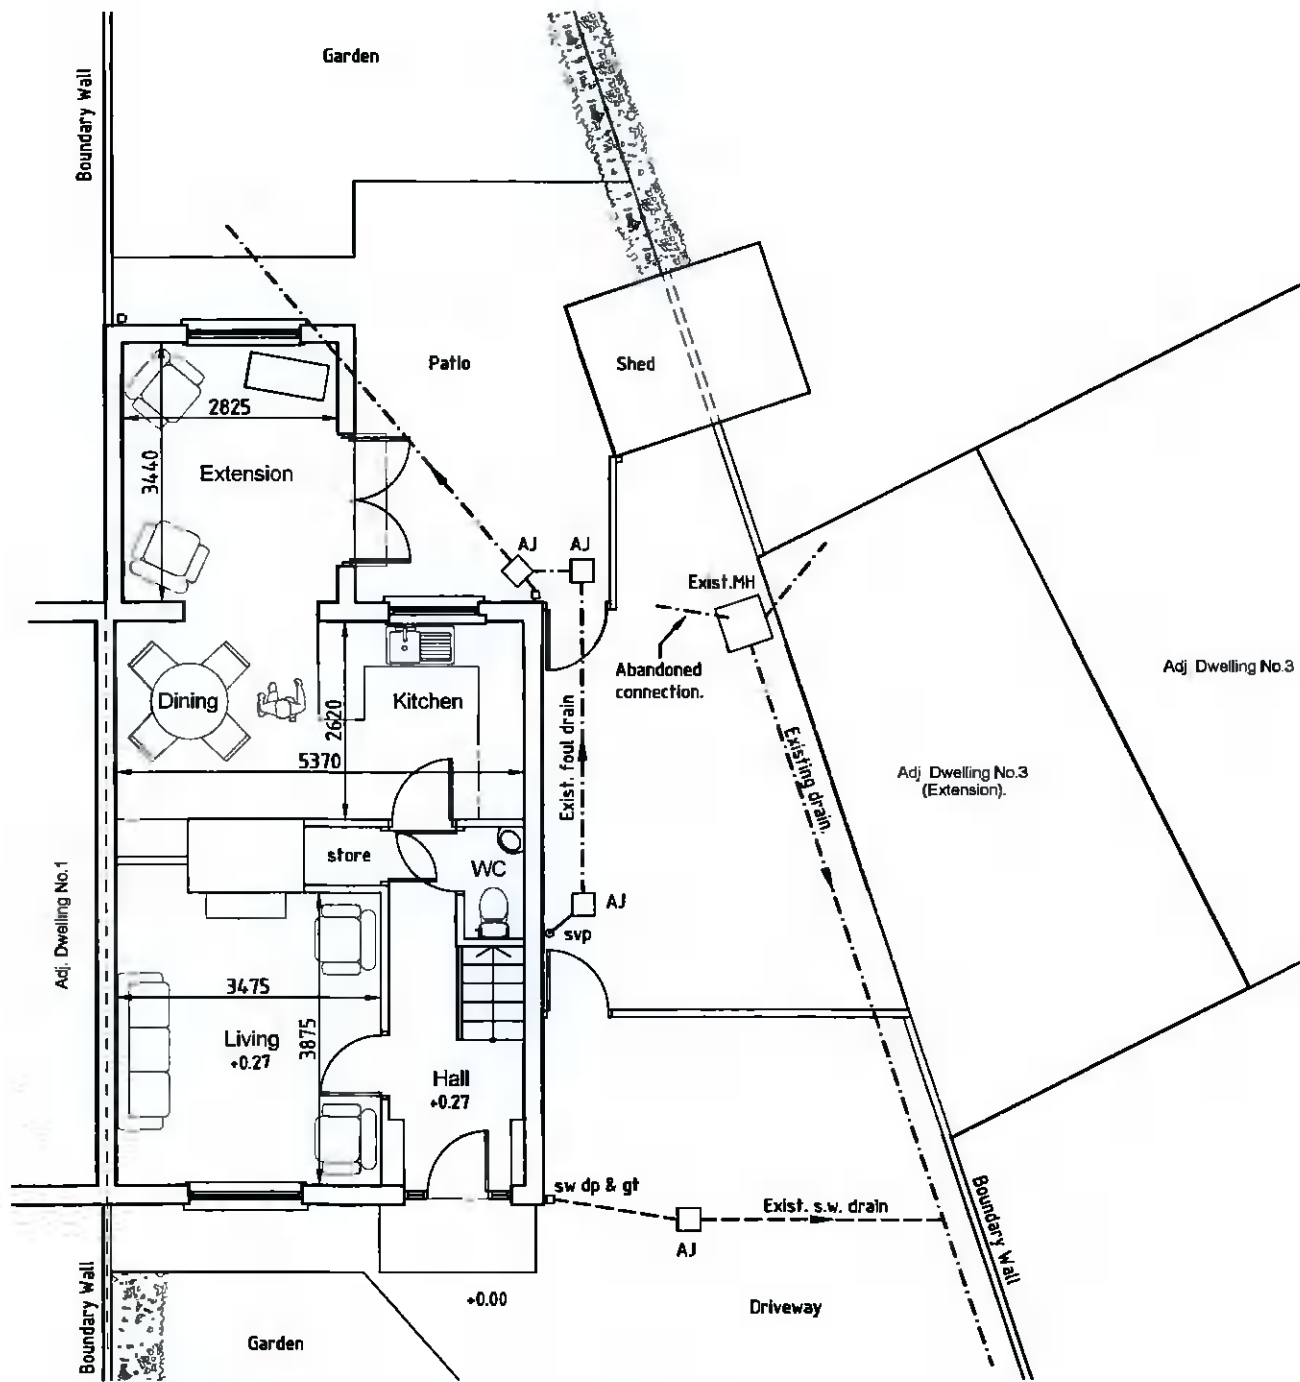 Garden
Boundary Wall
Patio
Shed
2825
3440
Extension
AJ
AJ
Exist.MH
Abandoned
connection.
Adj. Dwelling No.3
Dining
Kitchen
2620
5370
Exist. foul drain
Existing drain.
Adj. Dwelling No.3
(Extension).
store
WC
AJ
svp
Adj. Dwelling No.1
3475
3875
Living
+0.27
Hall
+0.27
sw dp & gt
Exist. s.w. drain
AJ
Boundary Wall
+0.00
Driveway
Boundary Wall
Garden